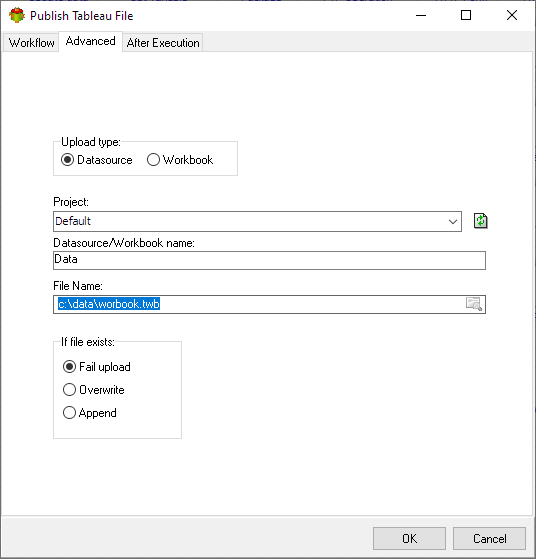 Publish Tableau File
Workflow Advanced After Execution
Upload type:
Datasource Workbook
Project:
Default
Datasource/Workbook name:
Data
File Name:
c:\data\worbook.twb
If file exists:
Fail upload
Overwrite
Append
OK Cancel